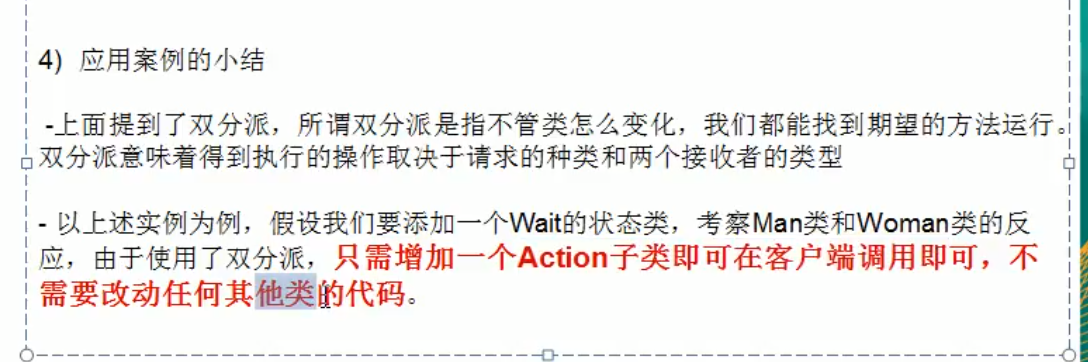 4) 应用案例的小结
-上面提到了双分派，所谓双分派是指不管类怎么变化，我们都能找到期望的方法运行。
双分派意味着得到执行的操作取决于请求的种类和两个接收者的类型
- 以上述实例为例，假设我们要添加一个Wait的状态类，考察Man类和Woman类的反
应，由于使用了双分派，只需增加一个Action子类即可在客户端调用即可，不
需要改动任何其他类的代码。